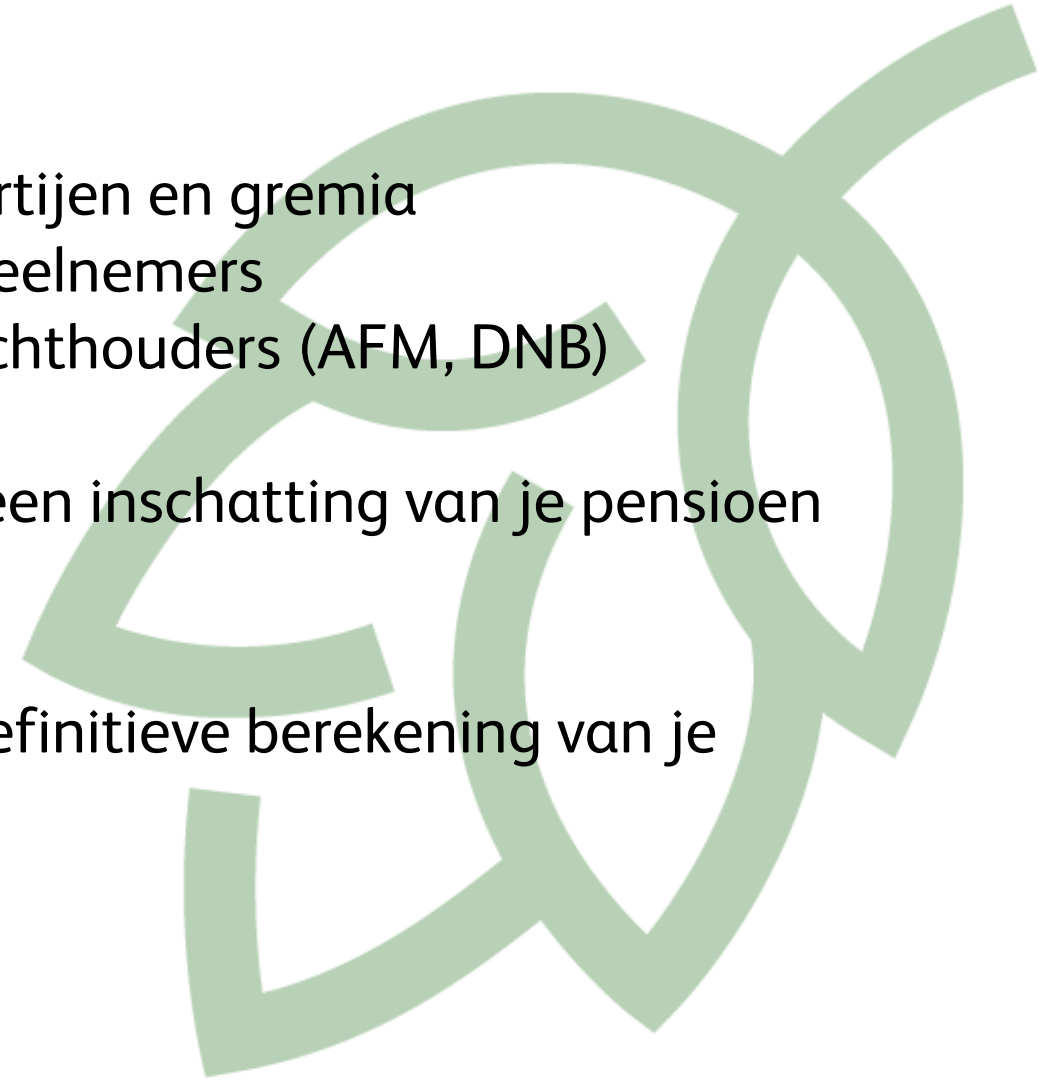 rtijen en gremia
eelnemers
chthouders (AFM, DNB)
een inschatting van je pensioen
efinitieve berekening van je